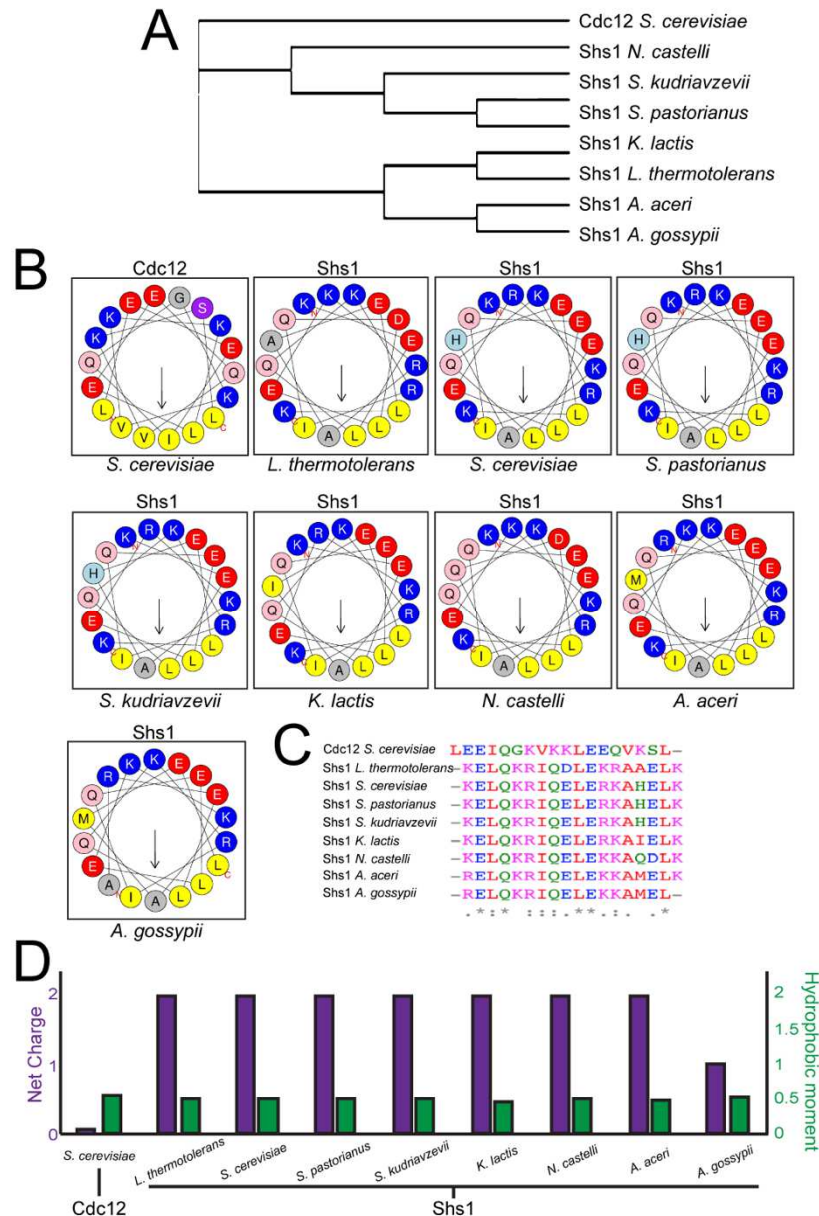 A
Cdc12 S. cerevisiae
Shs1 N. castelli
Shs1 S. kudriavzevii
Shs1 S. pastorianus
Shs1 K. lactis
Shs1 L. thermotolerans
Shs1 A. aceri
Shs1 A. gossypii
B
Cdc12 Shs1 Shs1 Shs1
S. cerevisiae L. thermotolerans S. cerevisiae S. pastorianus
Shs1 Shs1 Shs1 Shs1
S. kudriavzevii K. lactis N. castelli A. aceri
Shs1
A. gossypii
C
Cdc12 S. cerevisiae LEEIQGKVKKLEEQVKSL–
Shs1 L. thermotolerans –KELQKRIQDLEKRAAELK
Shs1 S. cerevisiae –KELQKRIQELERKAHELK
Shs1 S. pastorianus –KELQKRIQELERKAHELK
Shs1 S. kudriavzevii –KELQKRIQELERKAHELK
Shs1 K. lactis –KELQKRIQELERKAIELK
Shs1 N. castelli –KELQKRIQELEKKAQDLK
Shs1 A. aceri –RELQKRIQELEKKAMELK
Shs1 A. gossypii –RELQKRIQELEKKAMEL–
D
Net Charge
2
1
0
Hydrophobic moment
2
1.5
1
0.5
0
S. cerevisiae L. thermotolerans S. cerevisiae S. pastorianus S. kudriavzevii K. lactis N. castelli A. aceri A. gossypii
Cdc12 Shs1